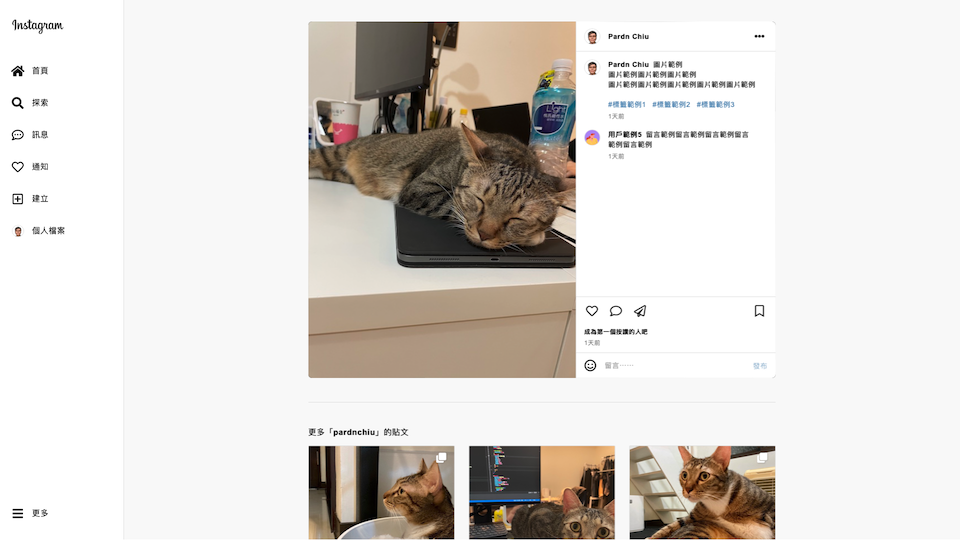 Instagram
首頁
探索
訊息
通知
建立
個人檔案
更多
Light
Pardn Chiu
Pardn Chiu 圖片範例
圖片範例圖片範例圖片範例
圖片範例圖片範例圖片範例圖片範例圖片範例
#標籤範例1 #標籤範例2 #標籤範例3
1天前
用戶範例5 留言範例留言範例留言範例留言
範例留言範例
1天前
成為第一個按讚的人吧
1天前
留言……
發布
更多「pardnchiu」的貼文